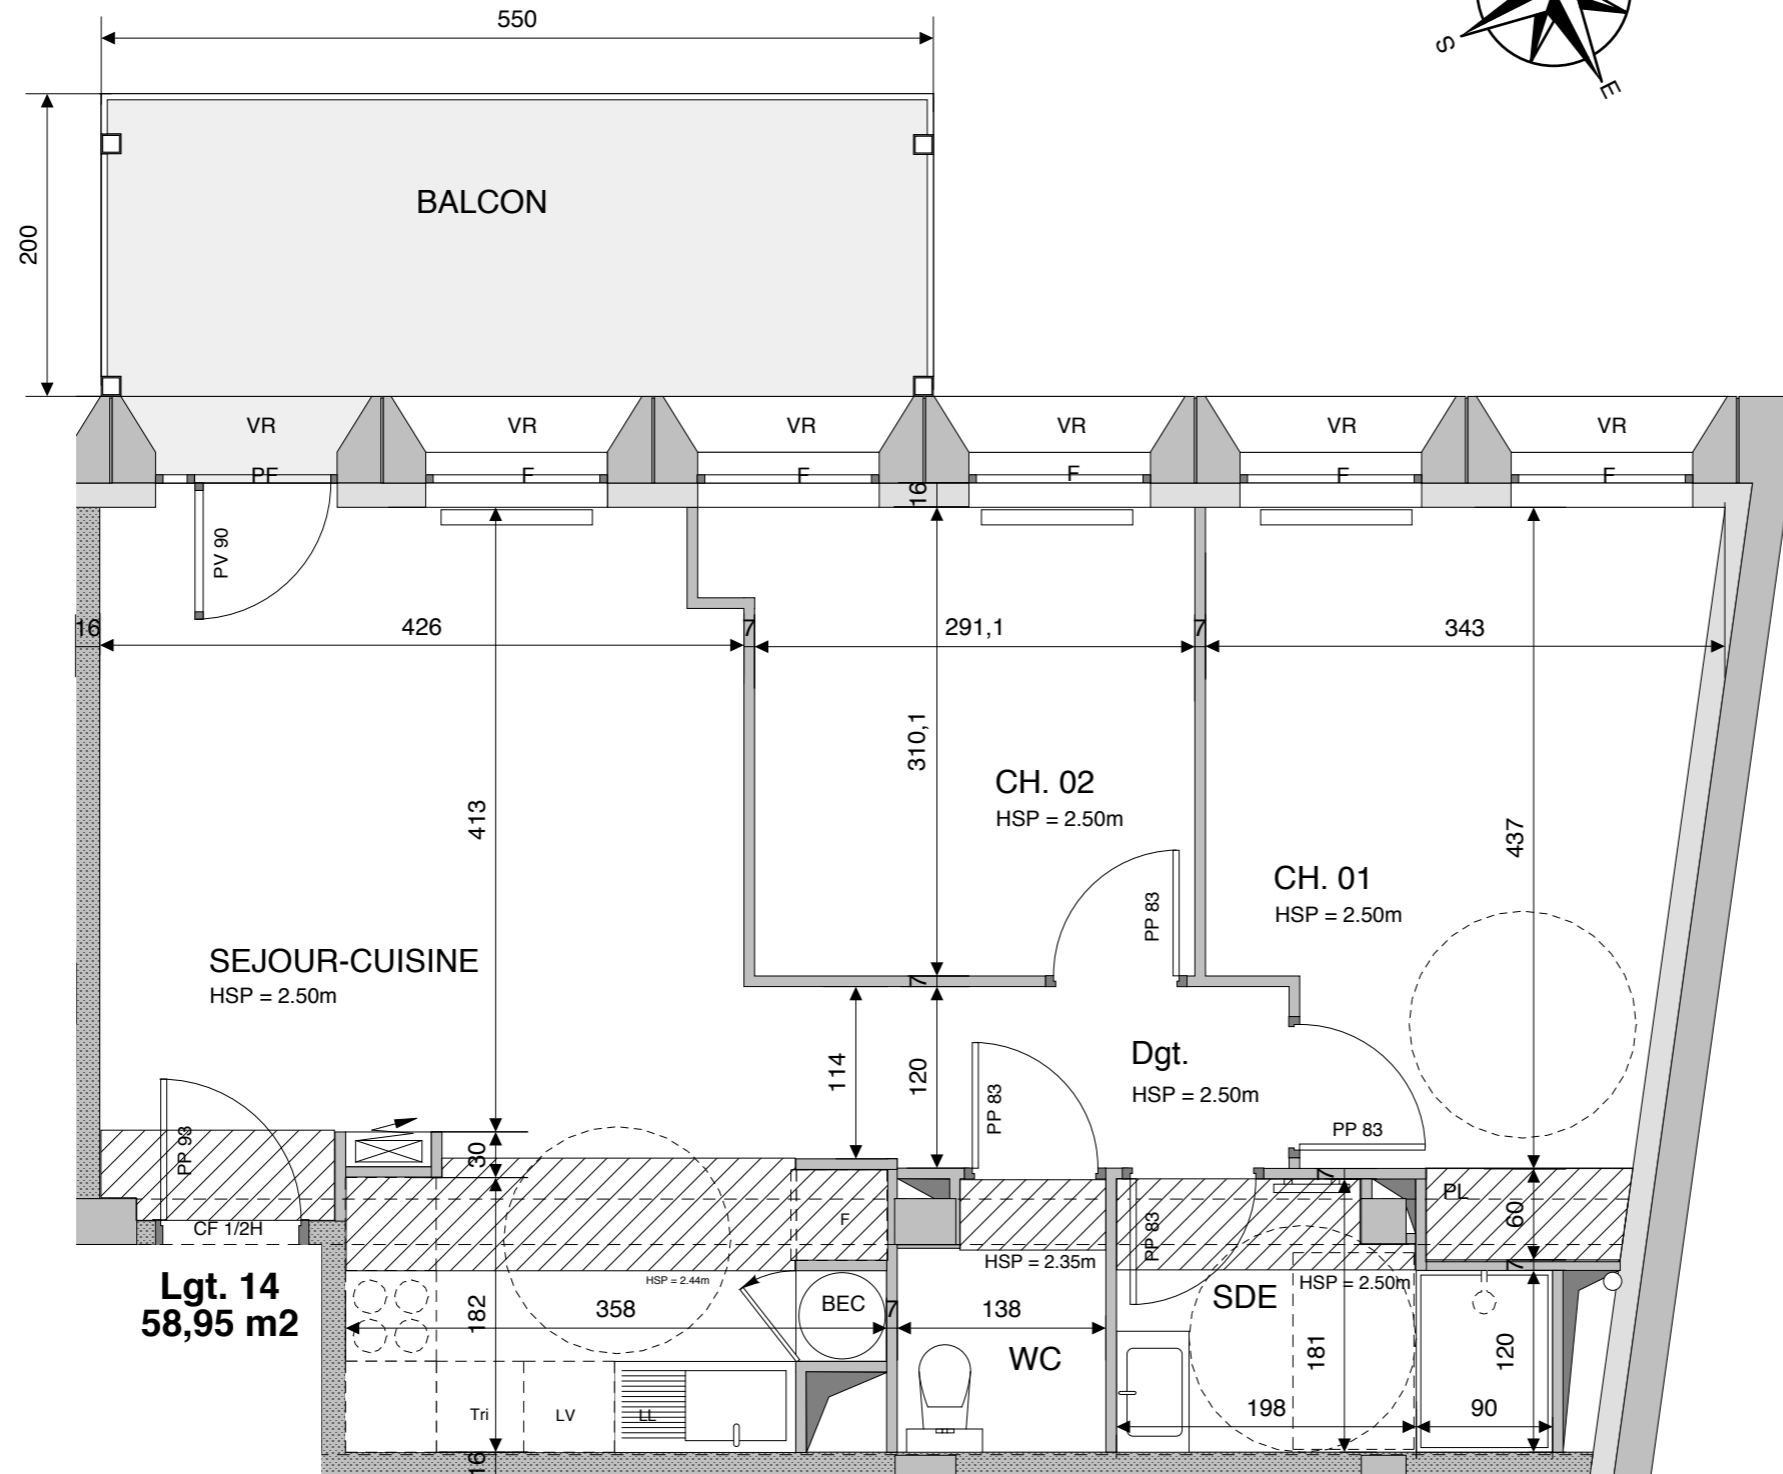 550
S
E
200
BALCON
VR
VR
VR
VR
VR
VR
PF
F
F
F
F
F
16
PV 90
16
426
7
291,1
7
343
310,1
413
437
CH. 02
HSP = 2.50m
CH. 01
HSP = 2.50m
PP 83
SEJOUR-CUISINE
HSP = 2.50m
7
114
120
Dgt.
HSP = 2.50m
PP 83
PP 83
PP 93
30
7
PL
60
CF 1/2H
F
PP 83
HSP = 2.35m
7
Lgt. 14
58,95 m2
HSP = 2.44m
HSP = 2.50m
SDE
182
358
BEC
7
138
WC
181
120
Tri
LV
LL
198
90
16